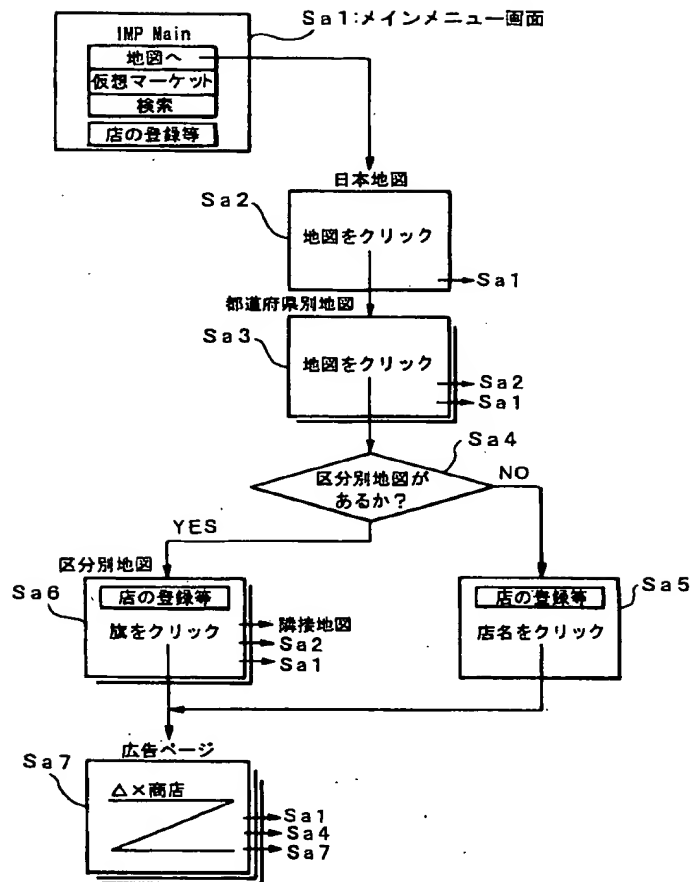 Sa1:メインメニュー画面
IMP Main
地図へ
仮想マーケット
検索
店の登録等
日本地図
Sa2
地図をクリック
Sa1
都道府県別地図
Sa3
地図をクリック
Sa2
Sa1
Sa4
区分別地図が
あるか？
NO
YES
区分別地図
Sa6
店の登録等
旗をクリック
隣接地図
Sa2
Sa1
店の登録等
店名をクリック
Sa5
広告ページ
Sa7
△×商店
Sa1
Sa4
Sa7